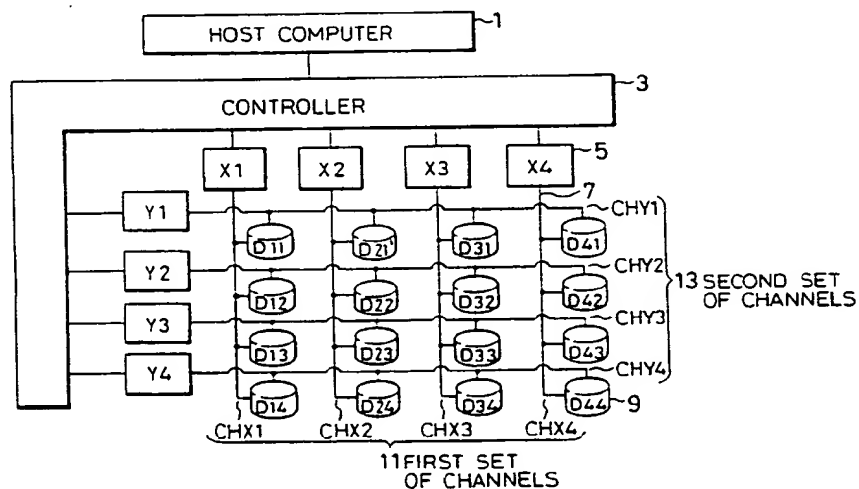 HOST COMPUTER
1
CONTROLLER
3
X1 X2 X3 X4 5
7
Y1 CHY1
D11 D21 D31 D41
Y2 CHY2
D12 D22 D32 D42
13 SECOND SET
OF CHANNELS
Y3 CHY3
D13 D23 D33 D43
Y4 CHY4
D14 D24 D34 D44 9
CHX1 CHX2 CHX3 CHX4
11 FIRST SET
OF CHANNELS